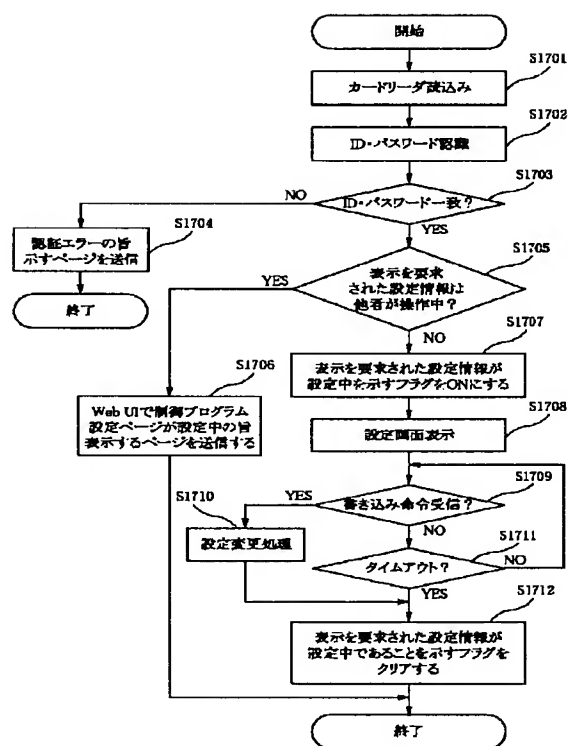 開始
S1701
カードリーダ読込み
S1702
ID・パスワード認識
S1703
ID・パスワード一致?
NO
YES
S1704
認証エラーの旨
示すページを送信
終了
S1705
表示を要求
された設定情報は
他者が操作中?
YES
NO
S1706
Web UIで制御プログラム
設定ページが設定中の旨
表示するページを送信する
S1707
表示を要求された設定情報が
設定中を示すフラグをONにする
S1708
設定画面表示
S1709
書き込み命令受信?
YES
NO
S1710
設定変更処理
S1711
タイムアウト?
NO
YES
S1712
表示を要求された設定情報が
設定中であることを示すフラグを
クリアする
終了